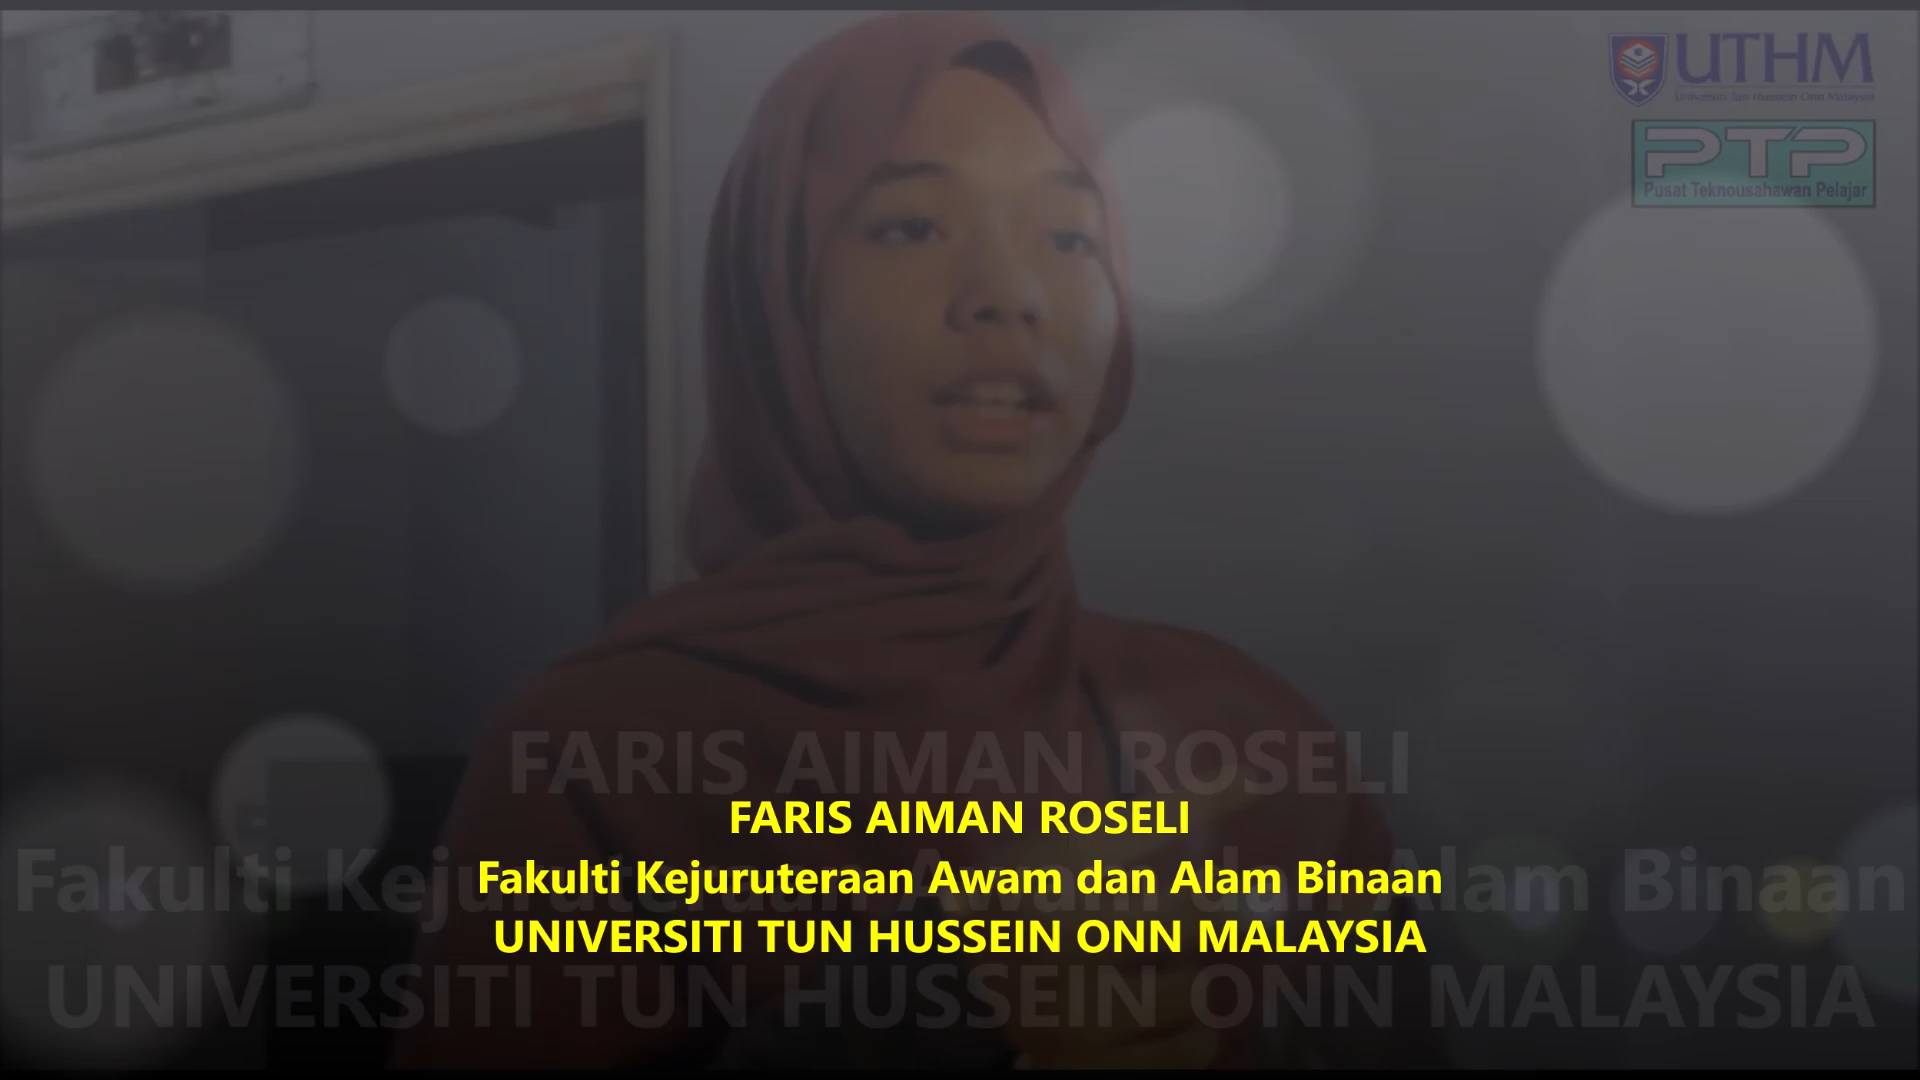 UTHM
Universiti Tun Hussein Onn Malaysia
PTP
Pusat Teknousahawan Pelajar
FARIS AIMAN ROSELI
FARIS AIMAN ROSELI
Fakulti Kejuruteraan Awam dan Alam Binaan
Fakulti Kejuruteraan Awam dan Alam Binaan
UNIVERSITI TUN HUSSEIN ONN MALAYSIA
UNIVERSITI TUN HUSSEIN ONN MALAYSIA